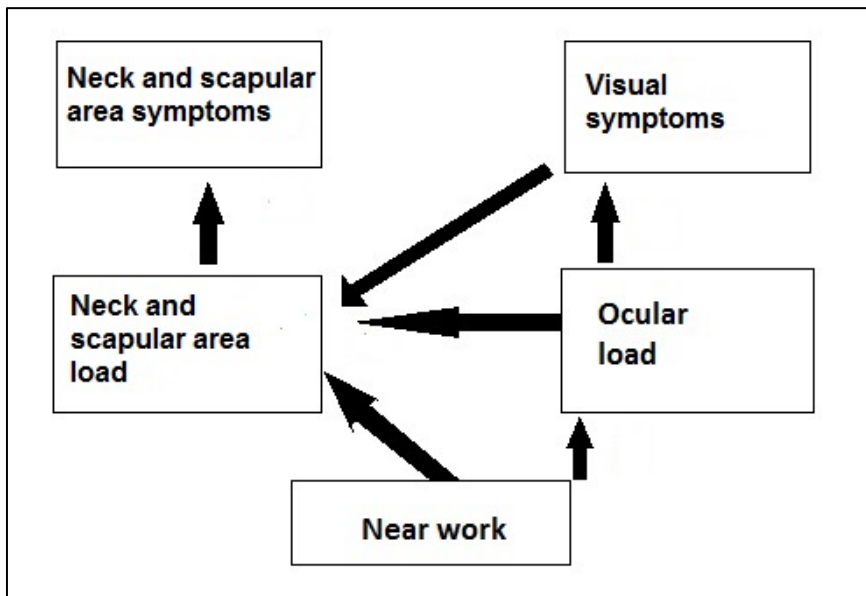 Neck and scapular
area symptoms
Visual
symptoms
Neck and
scapular area
load
Ocular
load
Near work